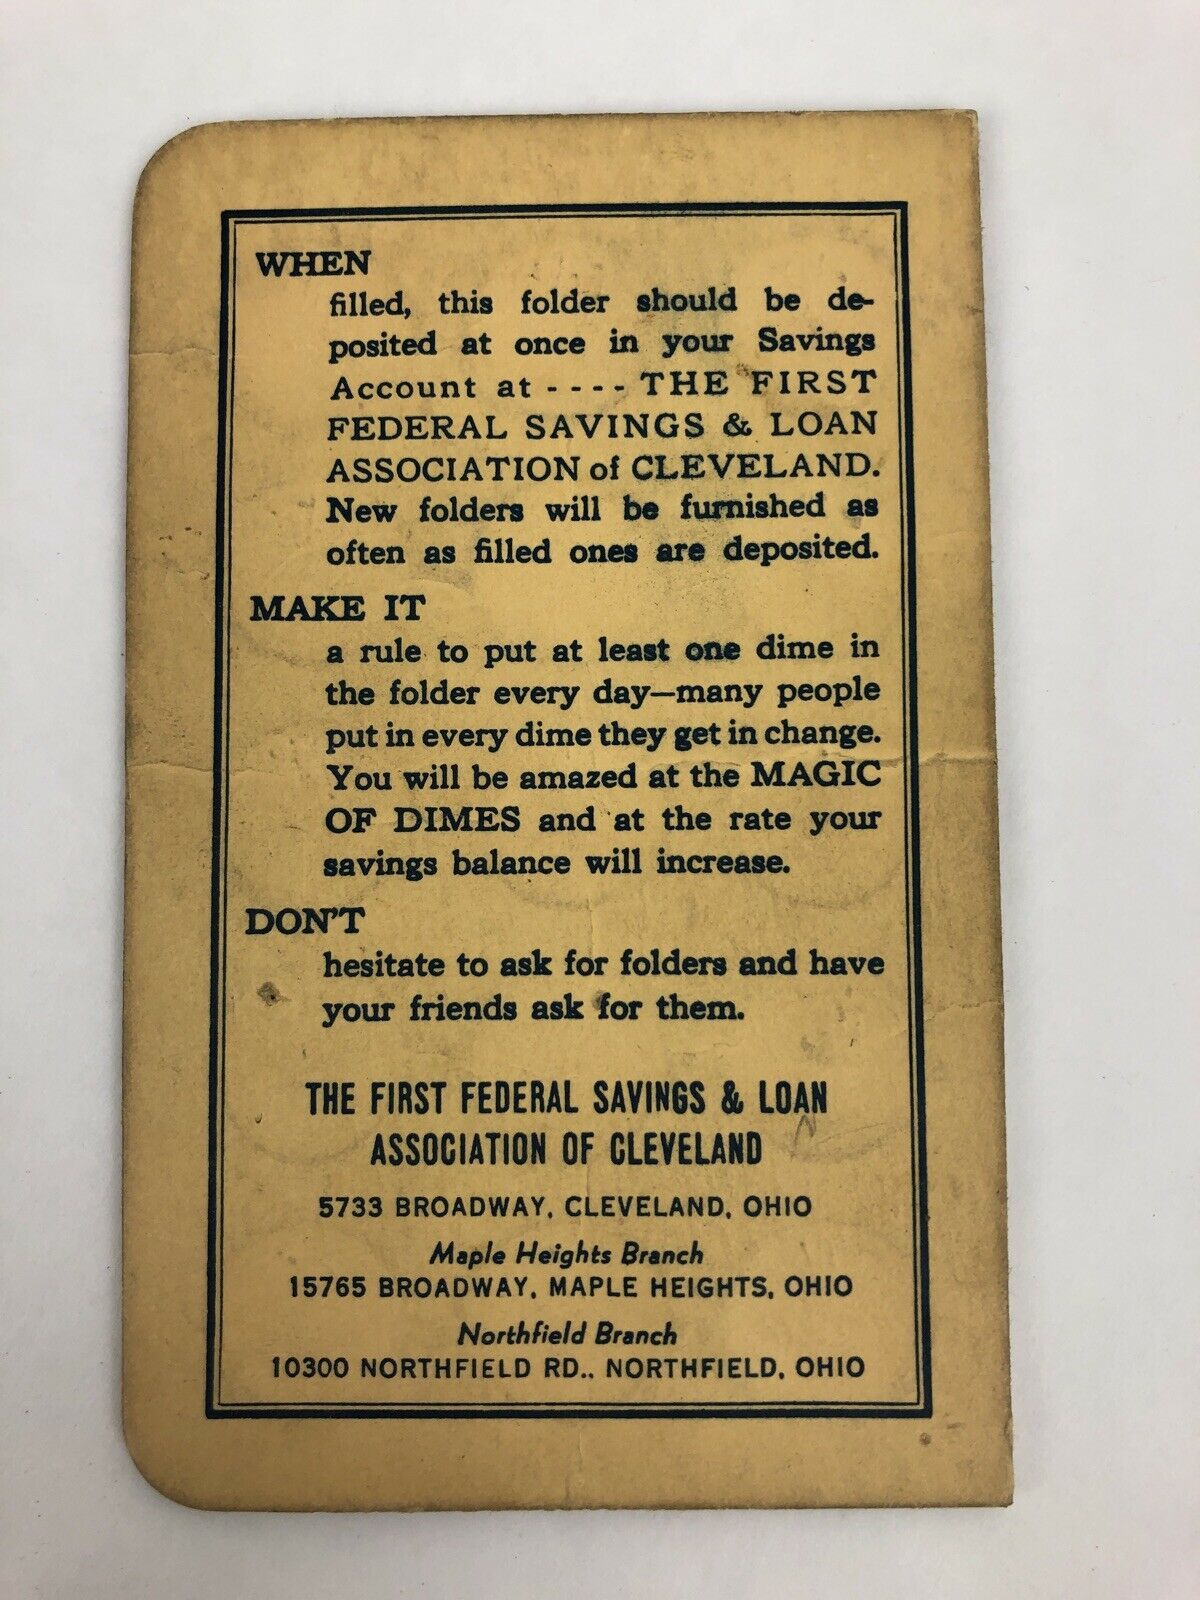 WHEN
filled, this folder should be de-
posited at once in your Savings
Account at - - - - THE FIRST
FEDERAL SAVINGS & LOAN
ASSOCIATION of CLEVELAND.
New folders will be furnished as
often as filled ones are deposited.
MAKE IT
a rule to put at least one dime in
the folder every day—many people
put in every dime they get in change.
You will be amazed at the MAGIC
OF DIMES and at the rate your
savings balance will increase.
DON'T
hesitate to ask for folders and have
your friends ask for them.
THE FIRST FEDERAL SAVINGS & LOAN
ASSOCIATION OF CLEVELAND
5733 BROADWAY, CLEVELAND, OHIO
Maple Heights Branch
15765 BROADWAY, MAPLE HEIGHTS, OHIO
Northfield Branch
10300 NORTHFIELD RD., NORTHFIELD, OHIO